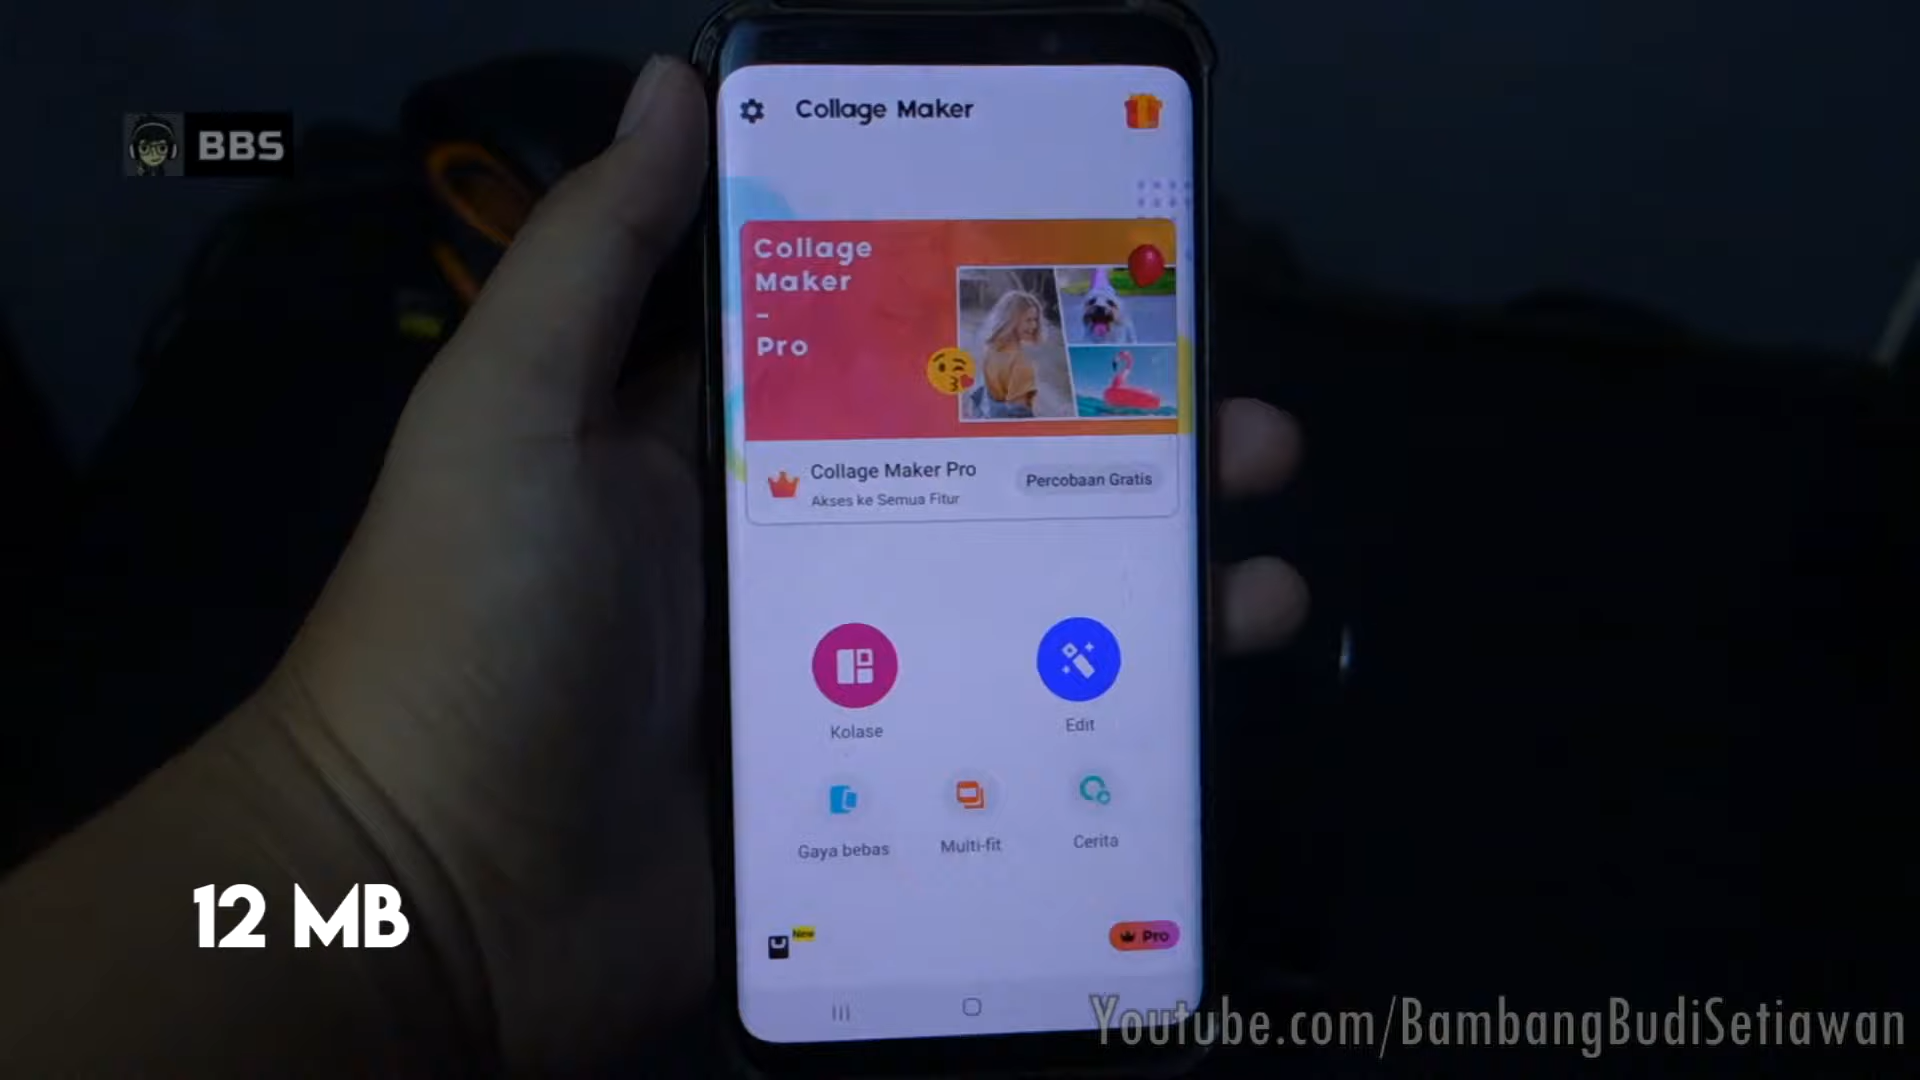 BBS
Collage Maker
Collage
Maker
-
Pro
Collage Maker Pro
Akses ke Semua Fitur
Percobaan Gratis
Kolase
Edit
Gaya bebas
Multi-fit
Cerita
12 MB
New
Pro
Youtube.com/BambangBudiSetiawan